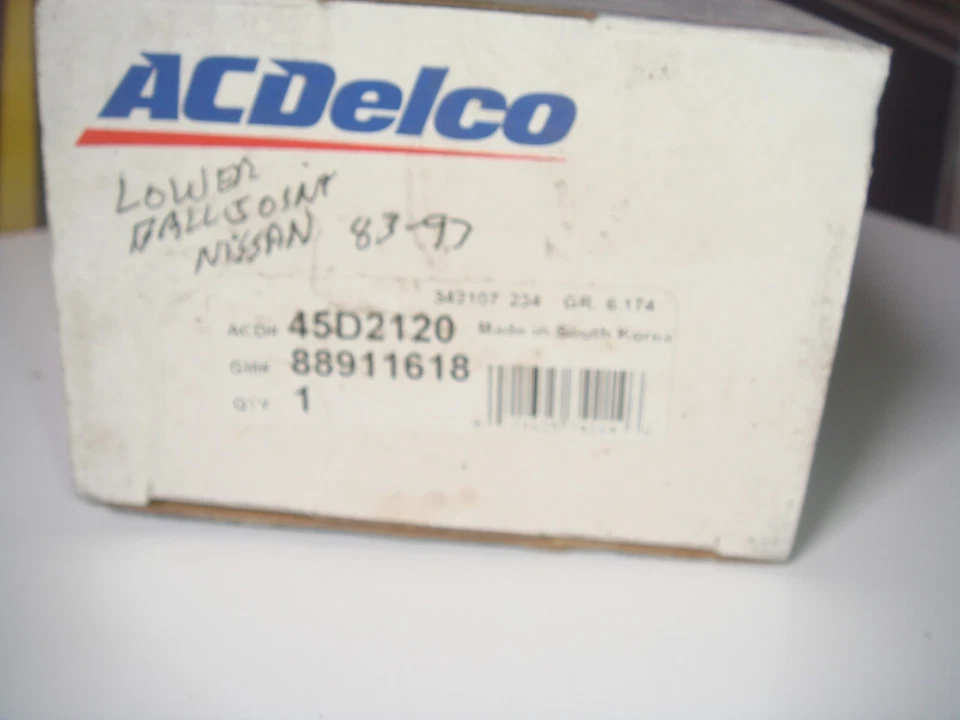 ACDelco
LOWER
BALLJOINT
NISSAN 83-97
342107 234 GR. 6.174
ACD# 45D2120 Made in South Korea
GM# 88911618
QTY 1